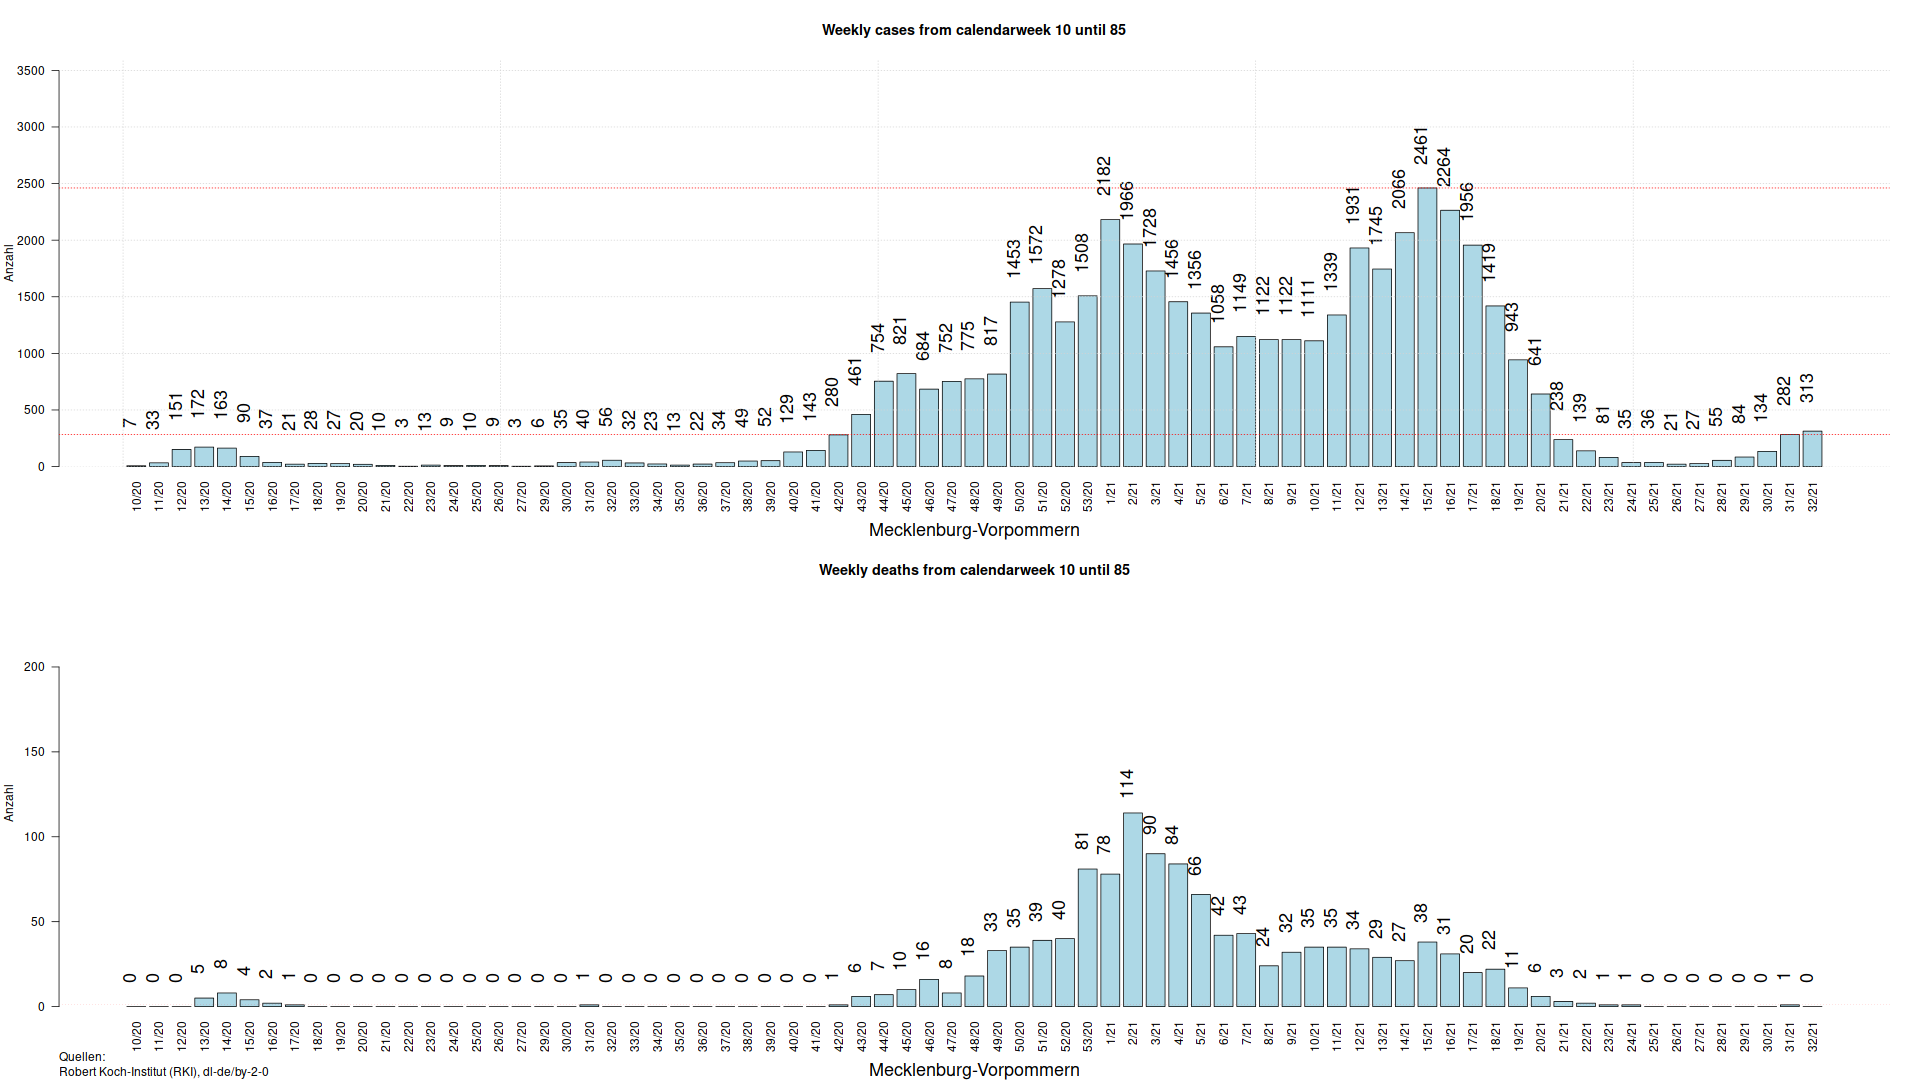 Weekly cases from calendarweek 10 until 85
Anzahl
3500
3000
2500
2000
1500
1000
500
0
7 33 151 172 163 90 37 21 28 27 20 10 3 13 9 10 9 3 6 35 40 56 32 23 13 22 34 49 52 129 143 280 461 754 821 684 752 775 817 1453 1572 1278 1508 2182 1966 1728 1456 1356 1058 1149 1122 1122 1111 1339 1931 1745 2066 2461 2264 1956 1419 943 641 238 139 81 35 36 21 27 55 84 134 282 313
10/20 11/20 12/20 13/20 14/20 15/20 16/20 17/20 18/20 19/20 20/20 21/20 22/20 23/20 24/20 25/20 26/20 27/20 29/20 30/20 31/20 32/20 33/20 34/20 35/20 36/20 37/20 38/20 39/20 40/20 41/20 42/20 43/20 44/20 45/20 46/20 47/20 48/20 49/20 50/20 51/20 52/20 53/20 1/21 2/21 3/21 4/21 5/21 6/21 7/21 8/21 9/21 10/21 11/21 12/21 13/21 14/21 15/21 16/21 17/21 18/21 19/21 20/21 21/21 22/21 23/21 24/21 25/21 26/21 27/21 28/21 29/21 30/21 31/21 32/21
Mecklenburg-Vorpommern
Weekly deaths from calendarweek 10 until 85
Anzahl
200
150
100
50
0
0 0 0 5 8 4 2 1 0 0 0 0 0 0 0 0 0 0 0 0 1 0 0 0 0 0 0 0 0 0 0 1 6 7 10 16 8 18 33 35 39 40 81 78 114 90 84 66 42 43 24 32 35 35 34 29 27 38 31 20 22 11 6 3 2 1 1 0 0 0 0 0 0 1 0
10/20 11/20 12/20 13/20 14/20 15/20 16/20 17/20 18/20 19/20 20/20 21/20 22/20 23/20 24/20 25/20 26/20 27/20 29/20 30/20 31/20 32/20 33/20 34/20 35/20 36/20 37/20 38/20 39/20 40/20 41/20 42/20 43/20 44/20 45/20 46/20 47/20 48/20 49/20 50/20 51/20 52/20 53/20 1/21 2/21 3/21 4/21 5/21 6/21 7/21 8/21 9/21 10/21 11/21 12/21 13/21 14/21 15/21 16/21 17/21 18/21 19/21 20/21 21/21 22/21 23/21 24/21 25/21 26/21 27/21 28/21 29/21 30/21 31/21 32/21
Mecklenburg-Vorpommern
Quellen:
Robert Koch-Institut (RKI), dl-de/by-2-0